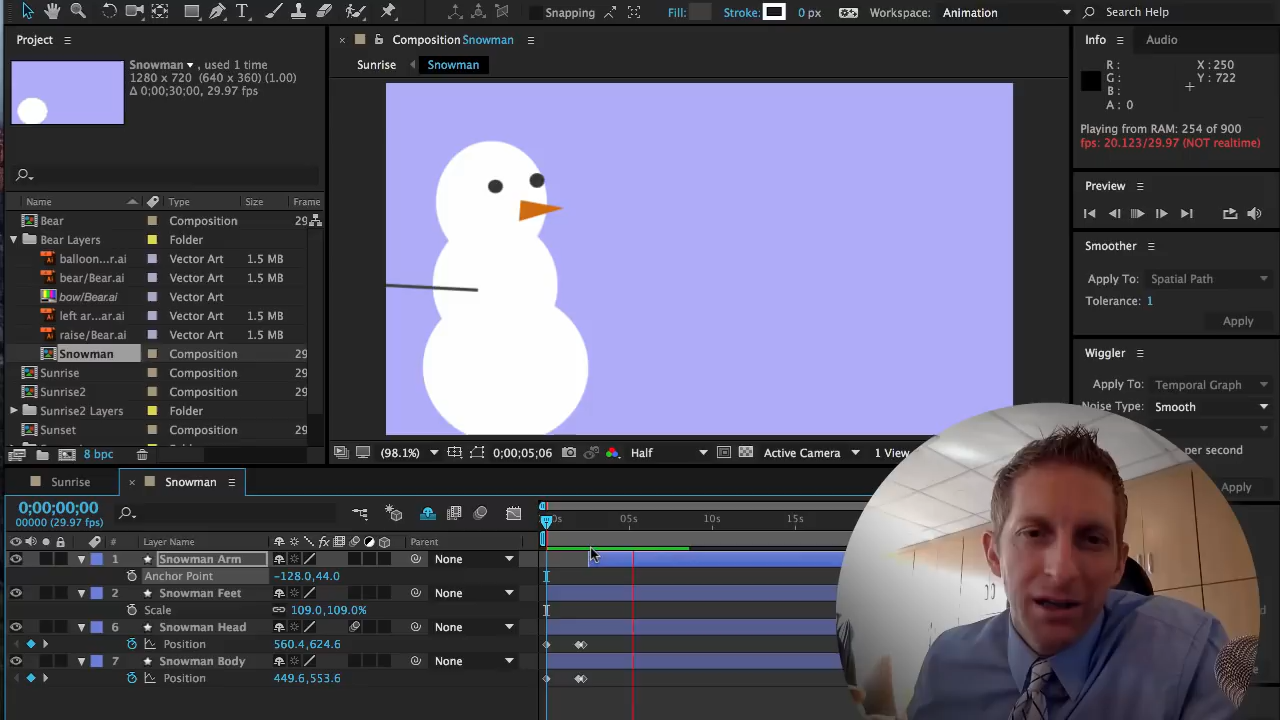 Snapping
Fill:
Stroke:
0 px
Workspace: Animation
Search Help
Project
Snowman , used 1 time
1280 x 720 (640 x 360) (1.00)
Δ 0;00;30;00, 29.97 fps
Name Type Size Frame
Bear Composition 29
Bear Layers Folder
balloon...r.ai Vector Art 1.5 MB
bear/Bear.ai Vector Art 1.5 MB
bow/Bear.ai Vector Art
left ar...ar.ai Vector Art 1.5 MB
raise/Bear.ai Vector Art 1.5 MB
Snowman Composition 29
Sunrise Composition 29
Sunrise2 Composition 29
Sunrise2 Layers Folder
Sunset Composition 29
8 bpc
Composition Snowman
Sunrise Snowman
(98.1%) 0;00;05;06 Half Active Camera 1 View
Info Audio
R: X: 250
G: Y: 722
B:
A: 0
Playing from RAM: 254 of 900
fps: 20.123/29.97 (NOT realtime)
Preview
Smoother
Apply To: Spatial Path
Tolerance: 1
Apply
Wiggler
Apply To: Temporal Graph
Noise Type: Smooth
per second
Apply
Sunrise Snowman
0;00;00;00
00000 (29.97 fps)
0s 05s 10s 15s
# Layer Name Parent
1 Snowman Arm None
Anchor Point -128.0,44.0
2 Snowman Feet None
Scale 109.0,109.0%
6 Snowman Head None
Position 560.4,624.6
7 Snowman Body None
Position 449.6,553.6